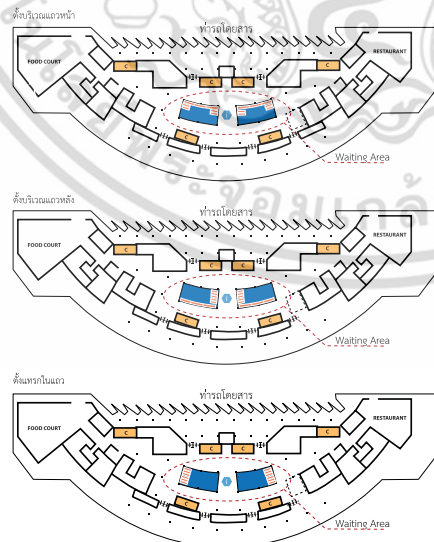 ตั้งบริเวณแถวหน้า
ท่ารถโดยสาร
FOOD COURT
RESTAURANT
C
C
C
C
i
C
C
Waiting Area
ตั้งบริเวณแถวหลัง
ท่ารถโดยสาร
FOOD COURT
RESTAURANT
C
C
C
C
i
C
C
Waiting Area
ตั้งแทรกในแถว
ท่ารถโดยสาร
FOOD COURT
RESTAURANT
C
C
C
C
i
C
C
Waiting Area